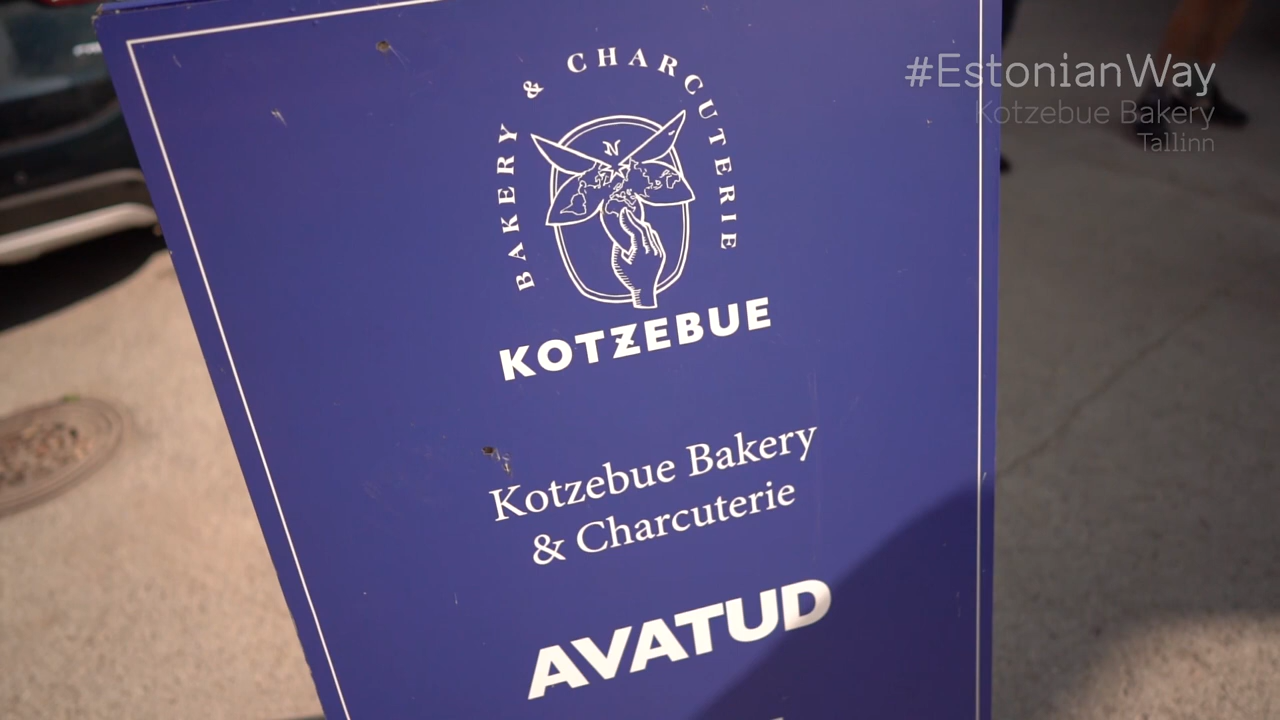 #EstonianWay
Kotzebue Bakery
Tallinn
BAKERY & CHARCUTERIE
KOTZEBUE
Kotzebue Bakery
& Charcuterie
AVATUD